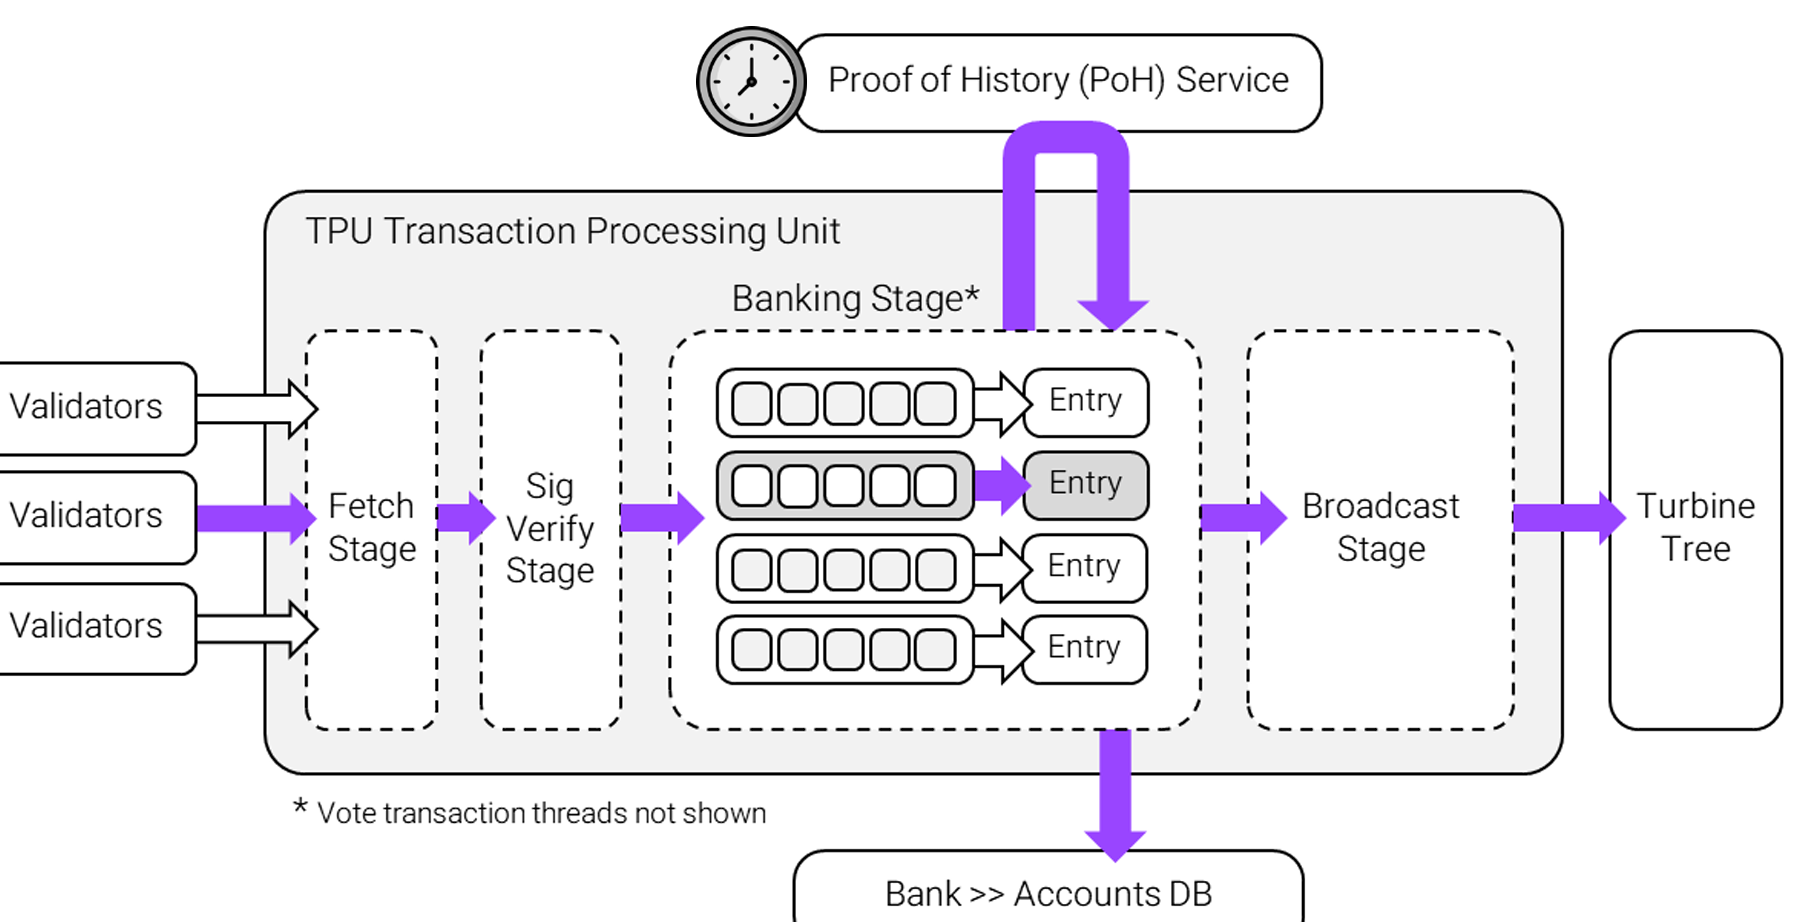 Proof of History (PoH) Service
TPU Transaction Processing Unit
Banking Stage*
Validators
Validators
Validators
Fetch
Stage
Sig
Verify
Stage
Entry
Entry
Entry
Entry
Broadcast
Stage
Turbine
Tree
* Vote transaction threads not shown
Bank >> Accounts DB